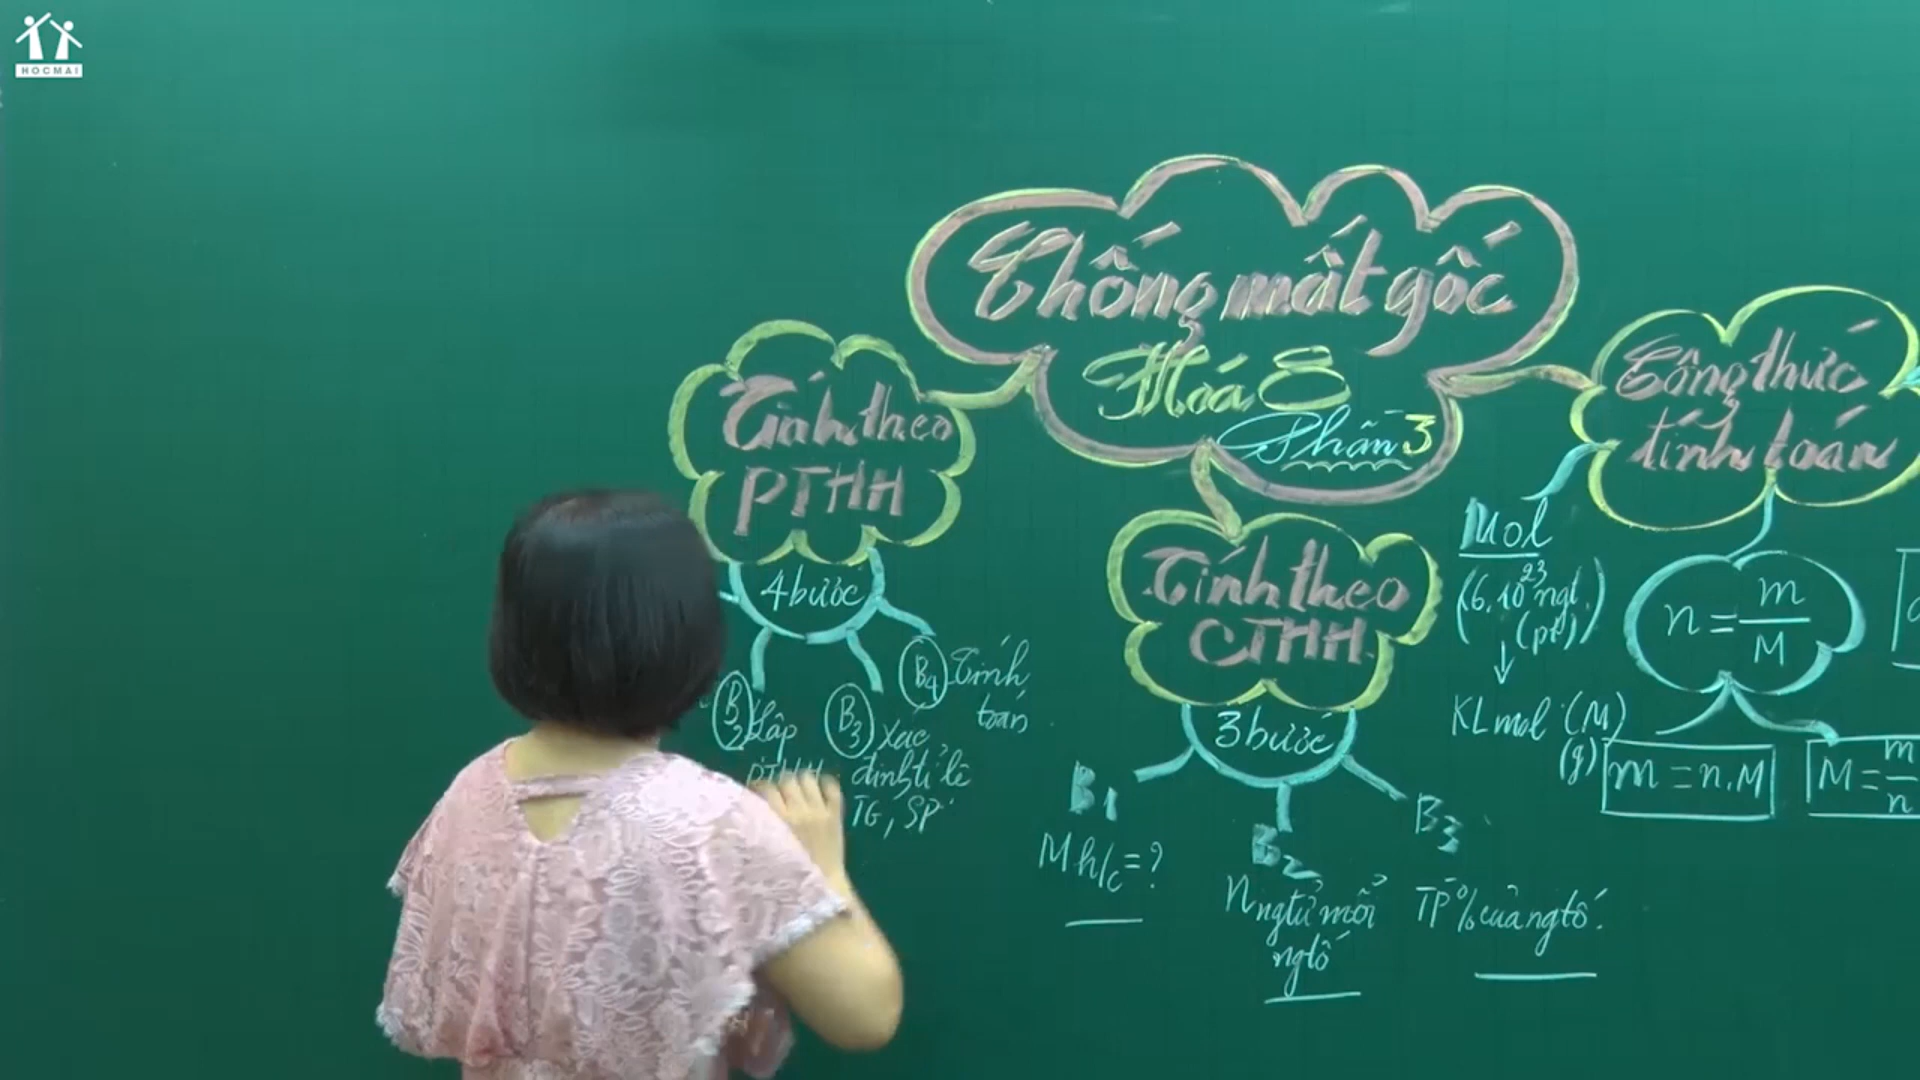 HOCMAI
Chống mất gốc
Hoá 8
Phần 3
Tính theo
PTHH
4 bước
B2 Lập
PTHH
B3 Xác
định tỉ lệ
TG, SP
B4 Tính
toán
Tính theo
CTHH
3 bước
B1
M h/c = ?
B2
n ngtử mỗi
ngtố
B3
TP % của ngtố.
Công thức
tính toán
Mol
(6.10²³ ngt.
(pt))
↓
KL mol (M)
(g)
n = m/M
m = n.M
M = m/n